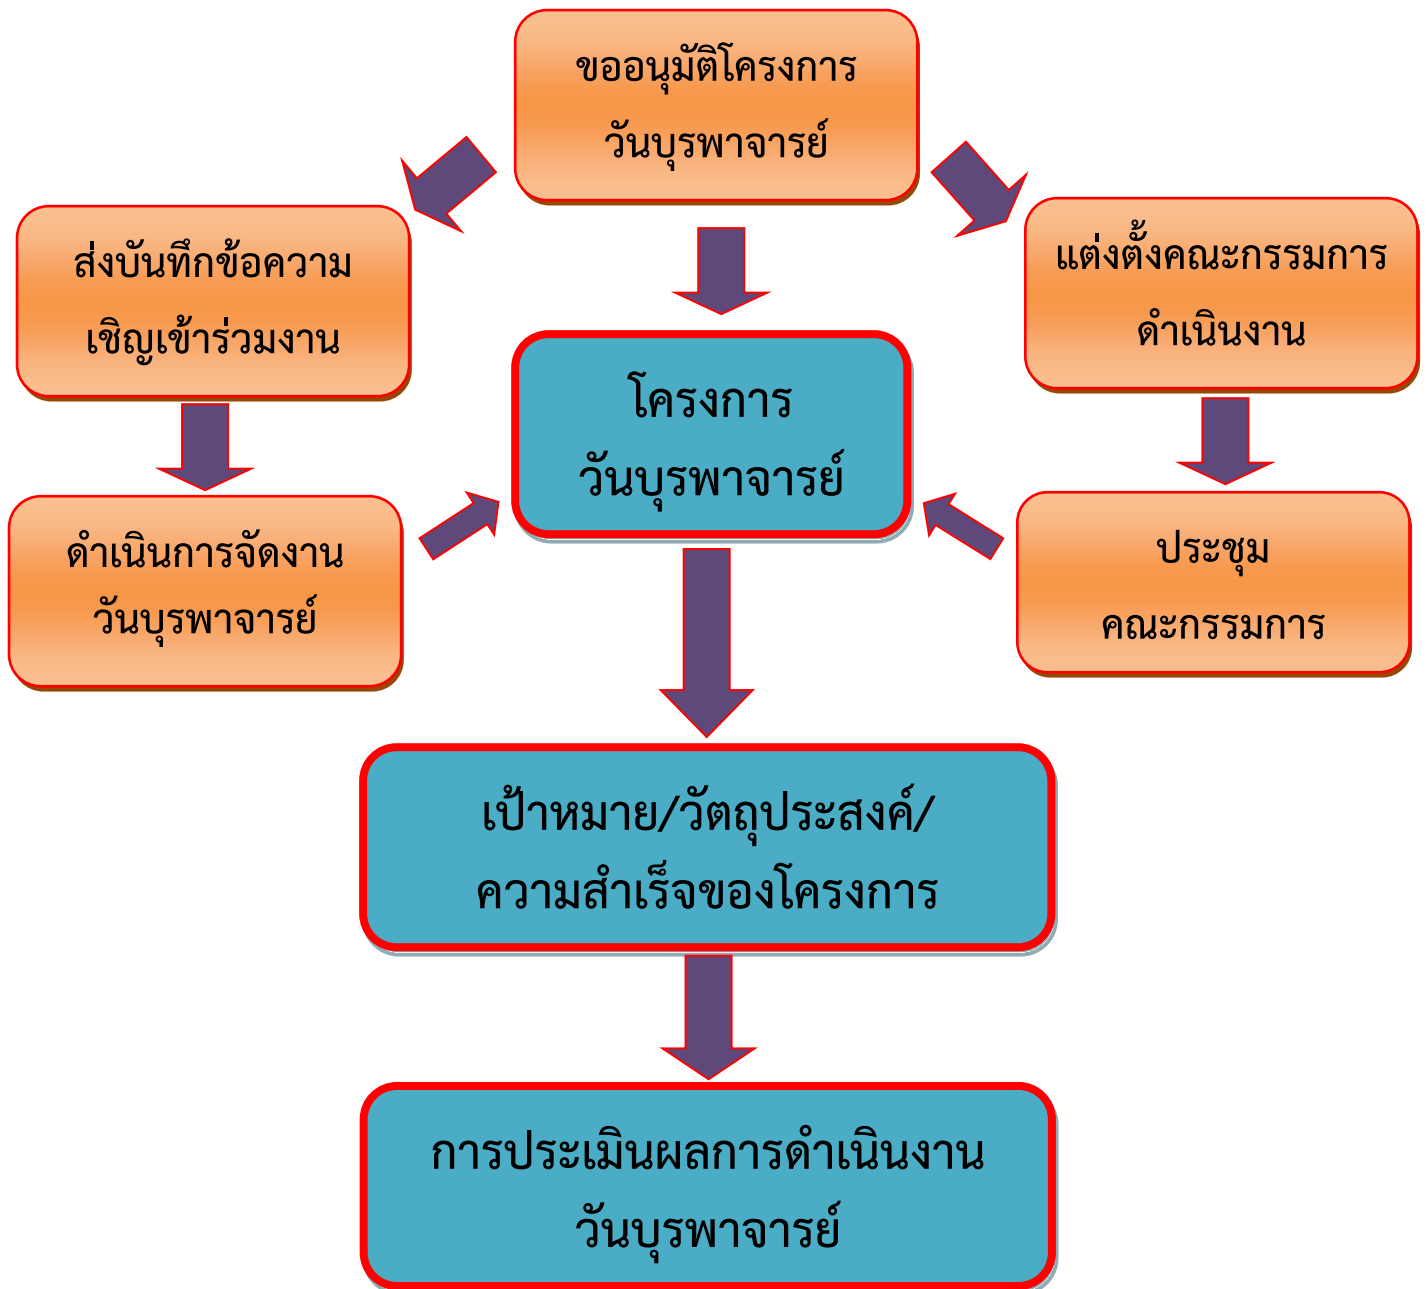 ขออนุมัติโครงการ
วันบุรพาจารย์
ส่งบันทึกข้อความ
เชิญเข้าร่วมงาน
แต่งตั้งคณะกรรมการ
ดำเนินงาน
โครงการ
วันบุรพาจารย์
ดำเนินการจัดงาน
วันบุรพาจารย์
ประชุม
คณะกรรมการ
เป้าหมาย/วัตถุประสงค์/
ความสำเร็จของโครงการ
การประเมินผลการดำเนินงาน
วันบุรพาจารย์